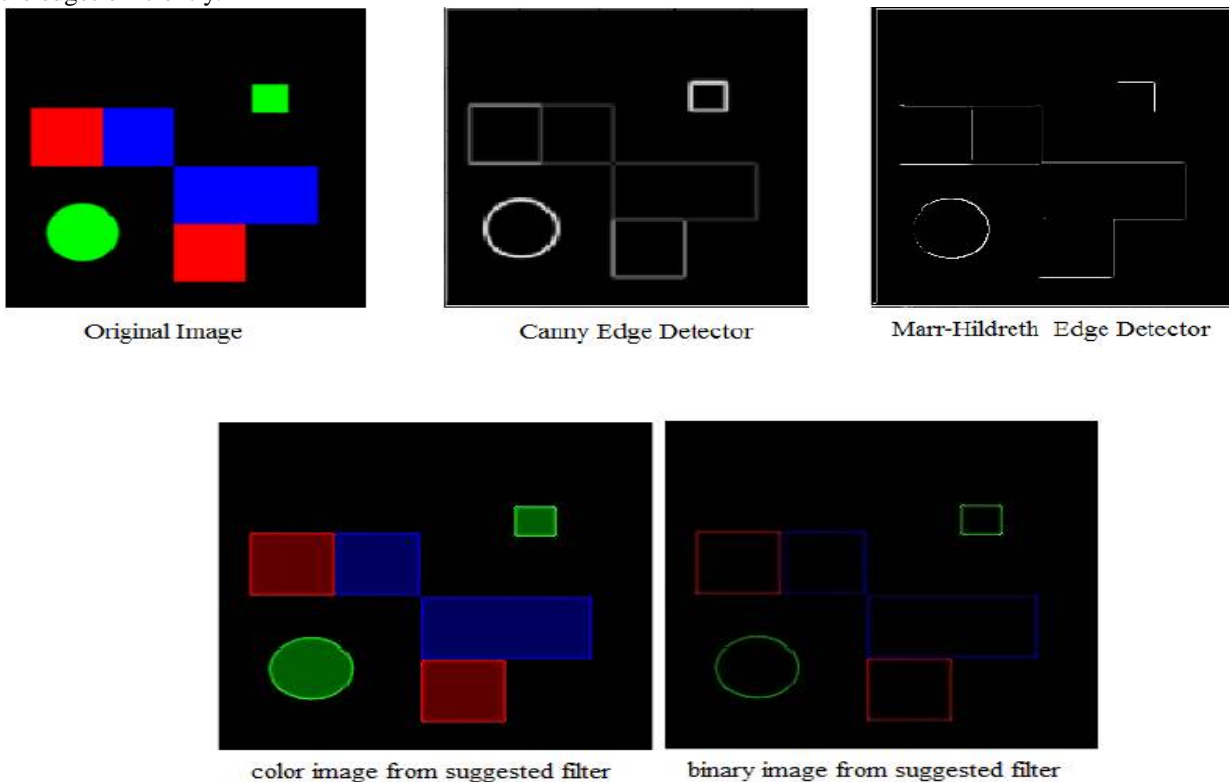 Original Image
Canny Edge Detector
Marr-Hildreth Edge Detector
color image from suggested filter
binary image from suggested filter